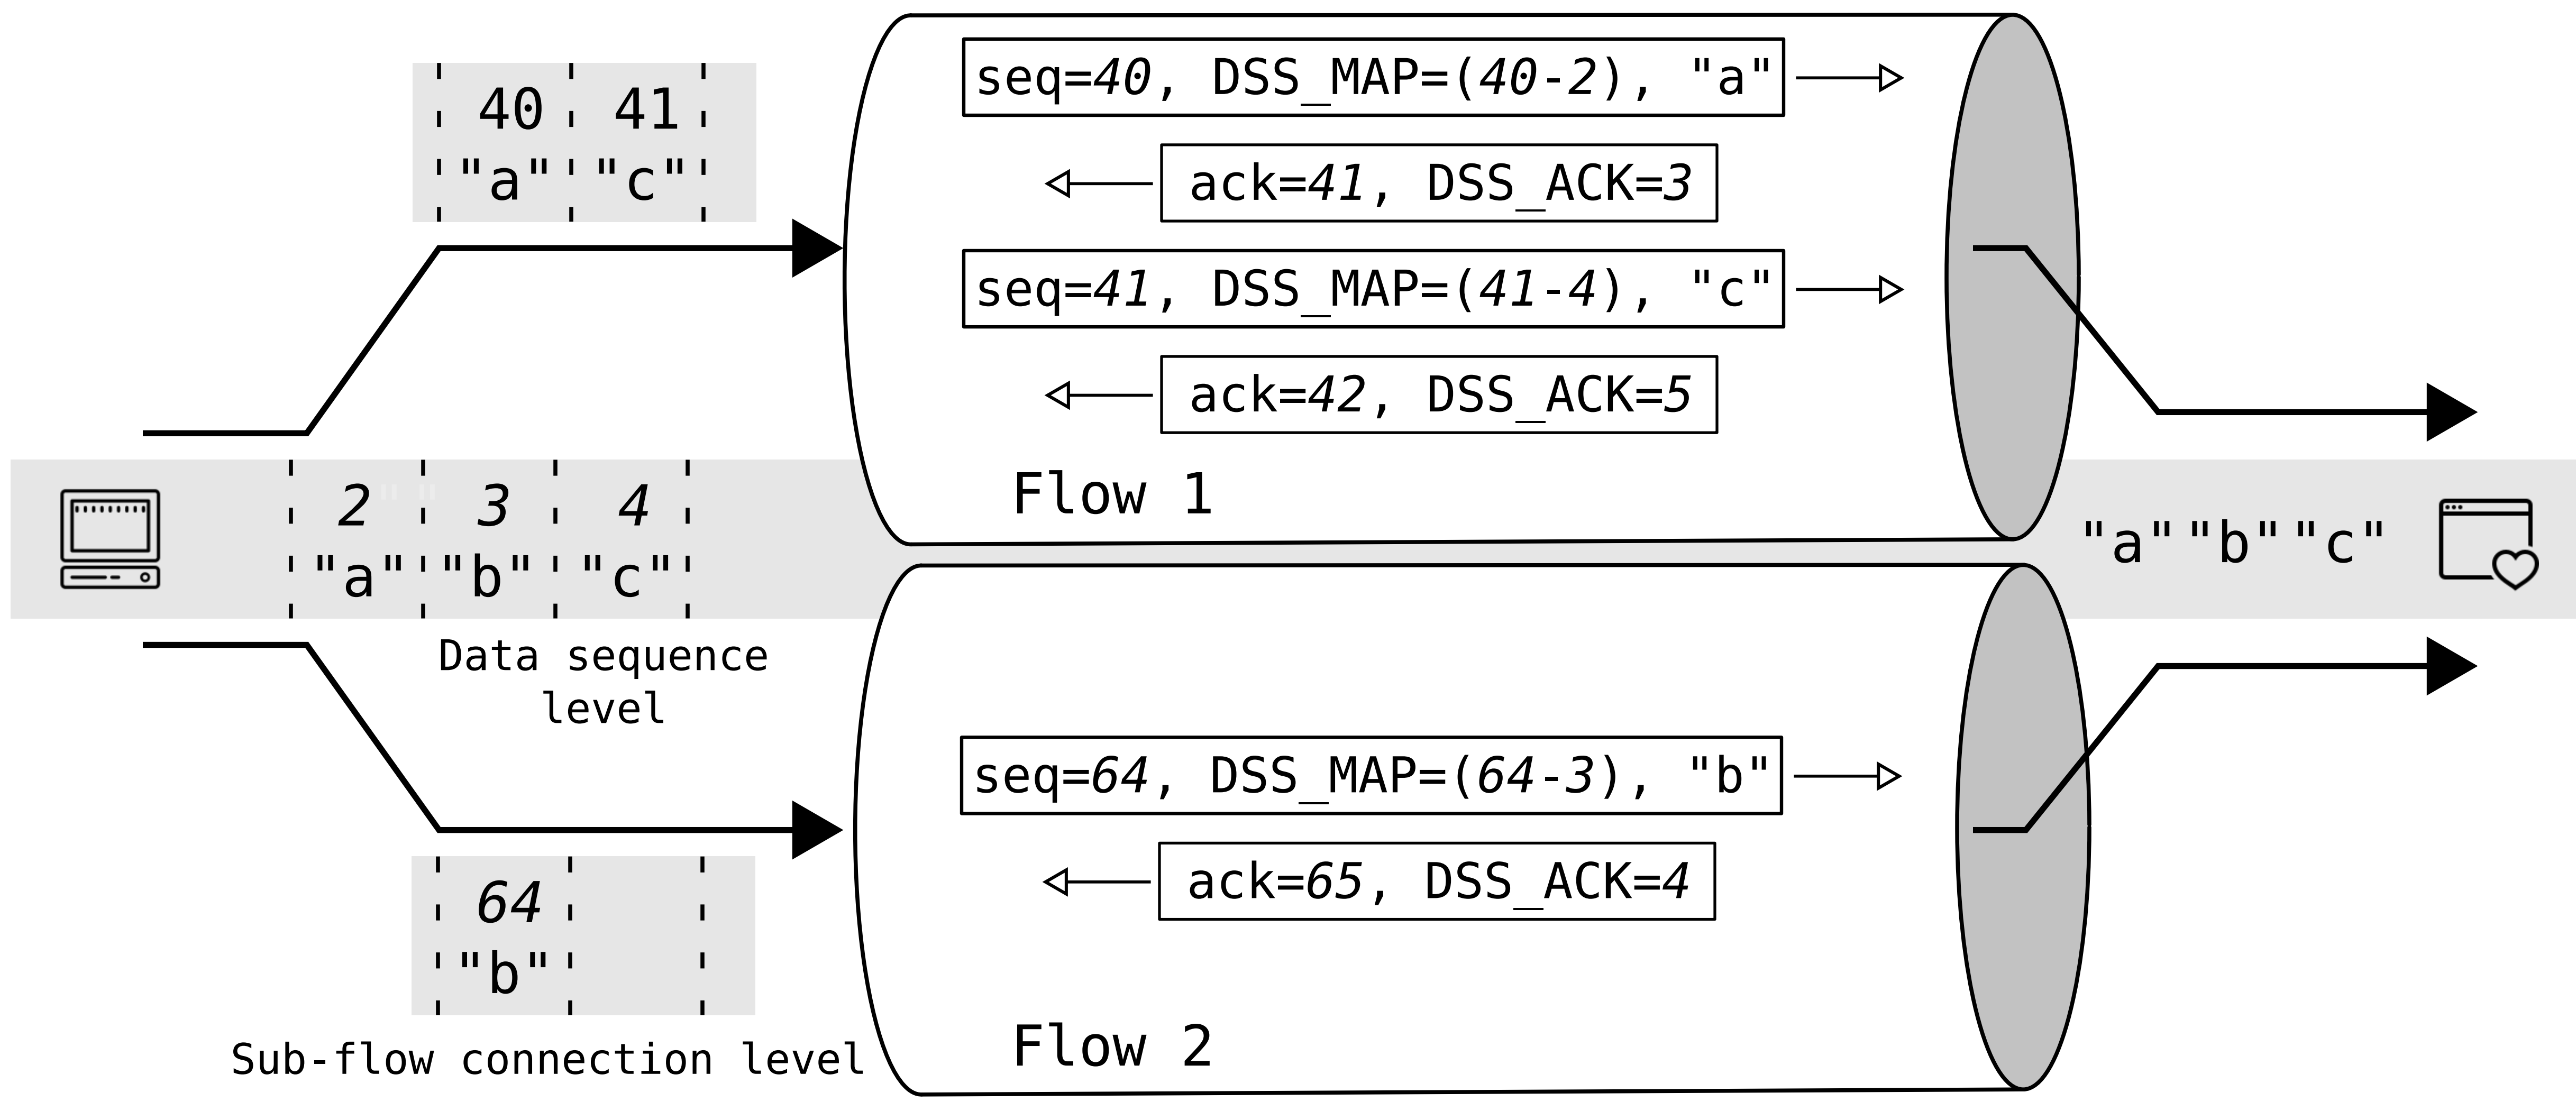 40 41
"a" "c"
seq=40, DSS_MAP=(40-2), "a"
ack=41, DSS_ACK=3
seq=41, DSS_MAP=(41-4), "c"
ack=42, DSS_ACK=5
Flow 1
2 3 4
"a" "b" "c"
Data sequence
level
"a" "b" "c"
seq=64, DSS_MAP=(64-3), "b"
ack=65, DSS_ACK=4
64
"b"
Sub-flow connection level
Flow 2